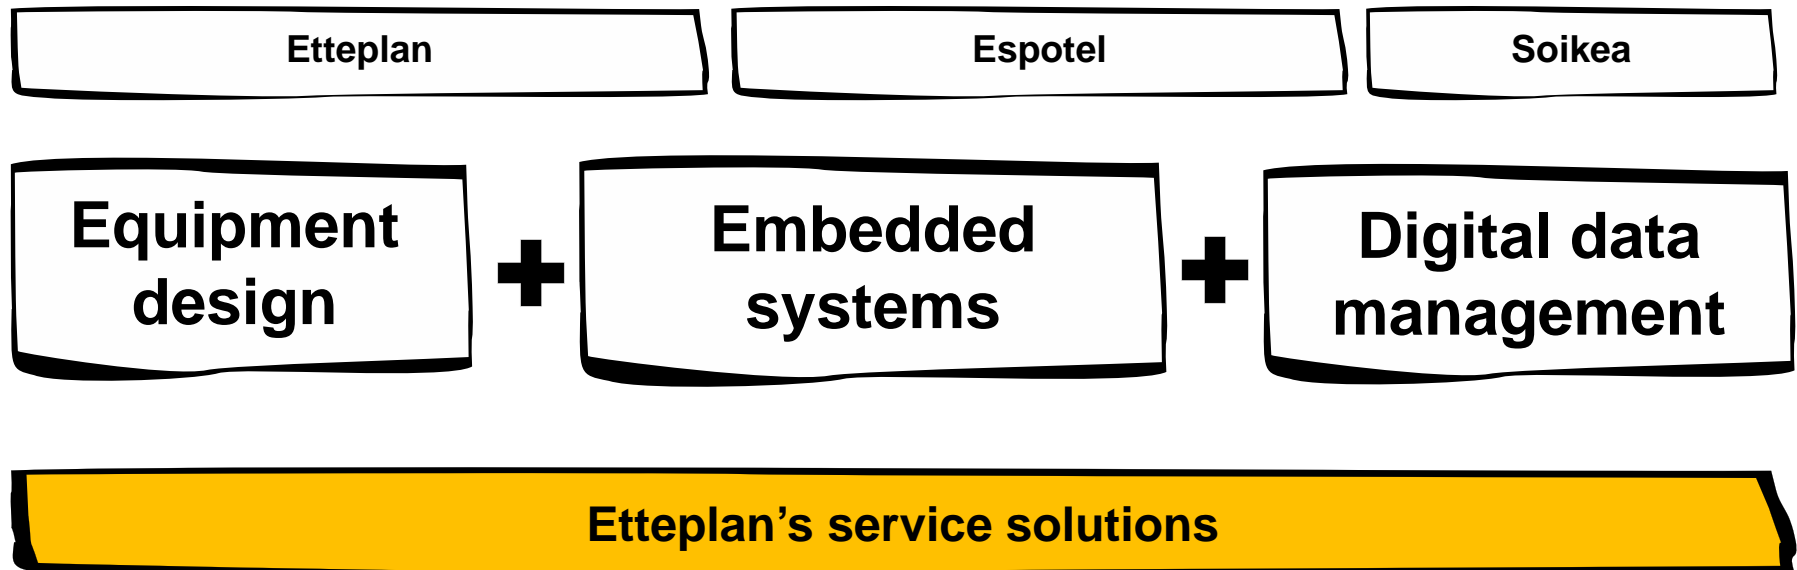 Etteplan
Espotel
Soikea
Equipment
design
Embedded
systems
Digital data
management
Etteplan’s service solutions